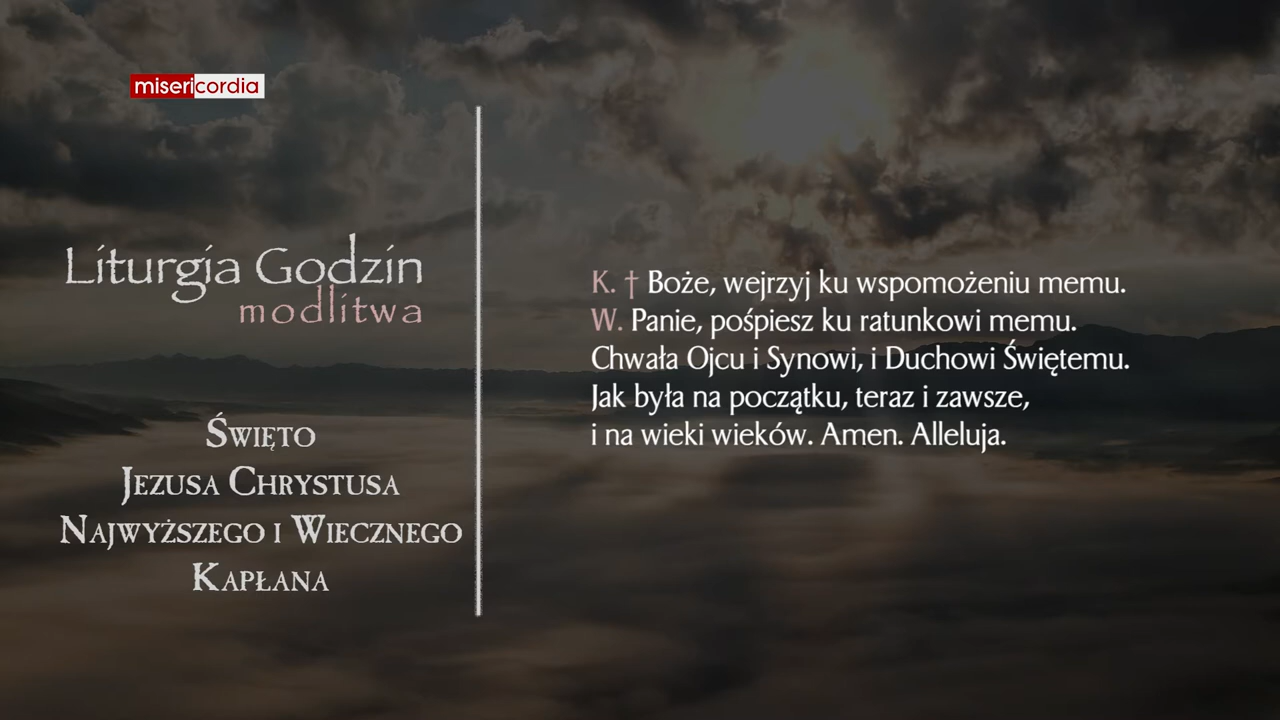 misericordia
Liturgia Godzin
modlitwa
Święto
Jezusa Chrystusa
Najwyższego i Wiecznego
Kapłana
K. † Boże, wejrzyj ku wspomożeniu memu.
W. Panie, pośpiesz ku ratunkowi memu.
Chwała Ojcu i Synowi, i Duchowi Świętemu.
Jak była na początku, teraz i zawsze,
i na wieki wieków. Amen. Alleluja.